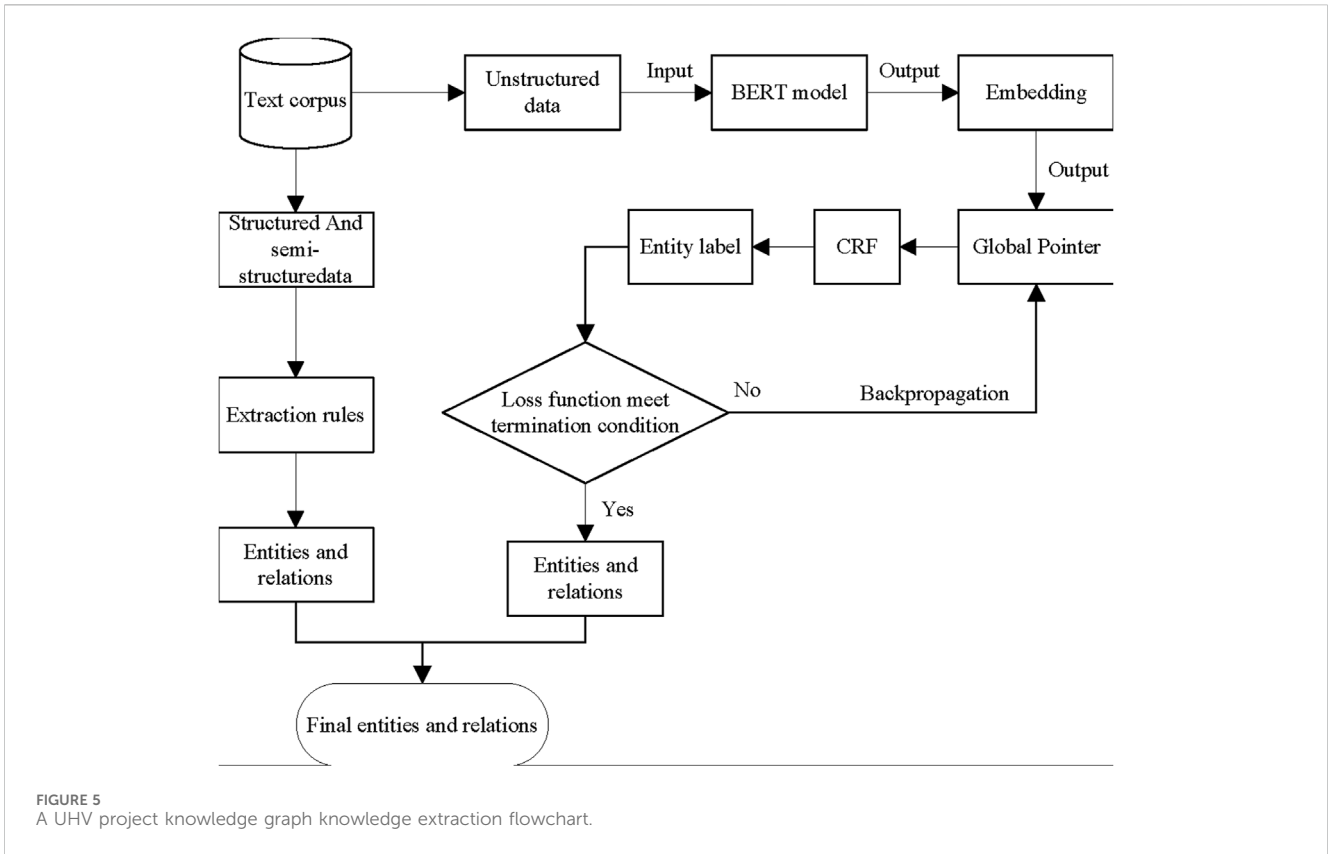 Text corpus
Unstructured
data
Input
BERT model
Output
Embedding
Output
Structured And
semi-
structuredata
Entity label
CRF
Global Pointer
Extraction rules
Loss function meet
termination condition
No
Backpropagation
Yes
Entities and
relations
Entities and
relations
Final entities and relations
FIGURE 5
A UHV project knowledge graph knowledge extraction flowchart.